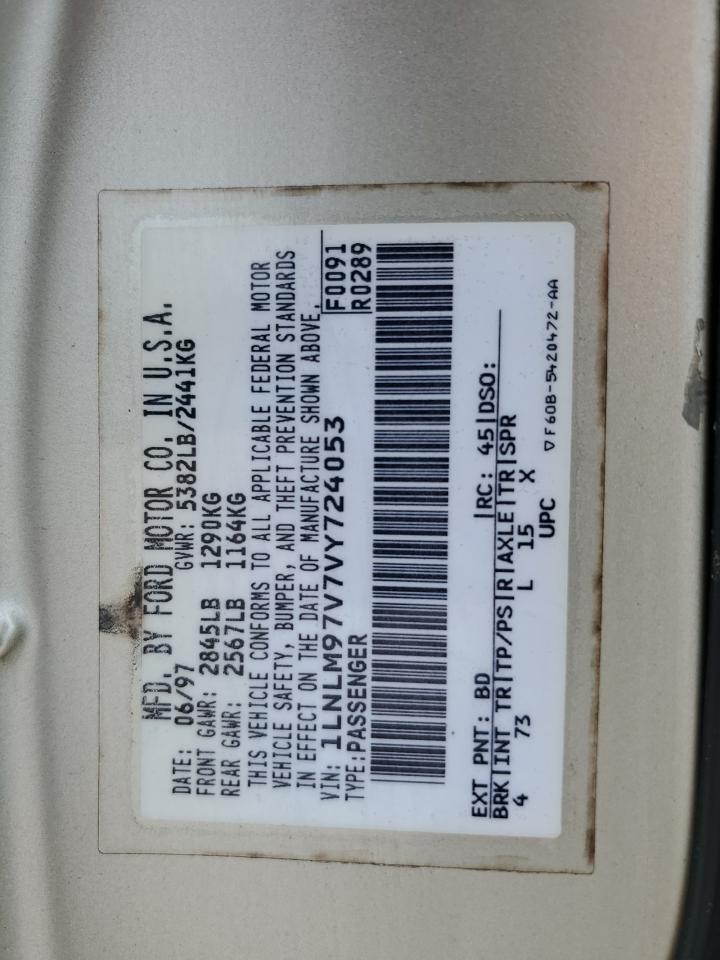 MFD. BY FORD MOTOR CO. IN U.S.A.
DATE: 06/97 GVWR: 5382LB/2441KG
FRONT GAWR: 2845LB 1290KG
REAR GAWR: 2567LB 1164KG
THIS VEHICLE CONFORMS TO ALL APPLICABLE FEDERAL MOTOR
VEHICLE SAFETY, BUMPER, AND THEFT PREVENTION STANDARDS
IN EFFECT ON THE DATE OF MANUFACTURE SHOWN ABOVE.
VIN: 1LNLM97V7VY724053 F0091
TYPE: PASSENGER R0289
EXT PNT: BD |RC: 45|DSO:
BRK|INT TR|TP/PS|R|AXLE|TR|SPR
4 73 L 15 X
UPC
▽F60B-5420472-AA